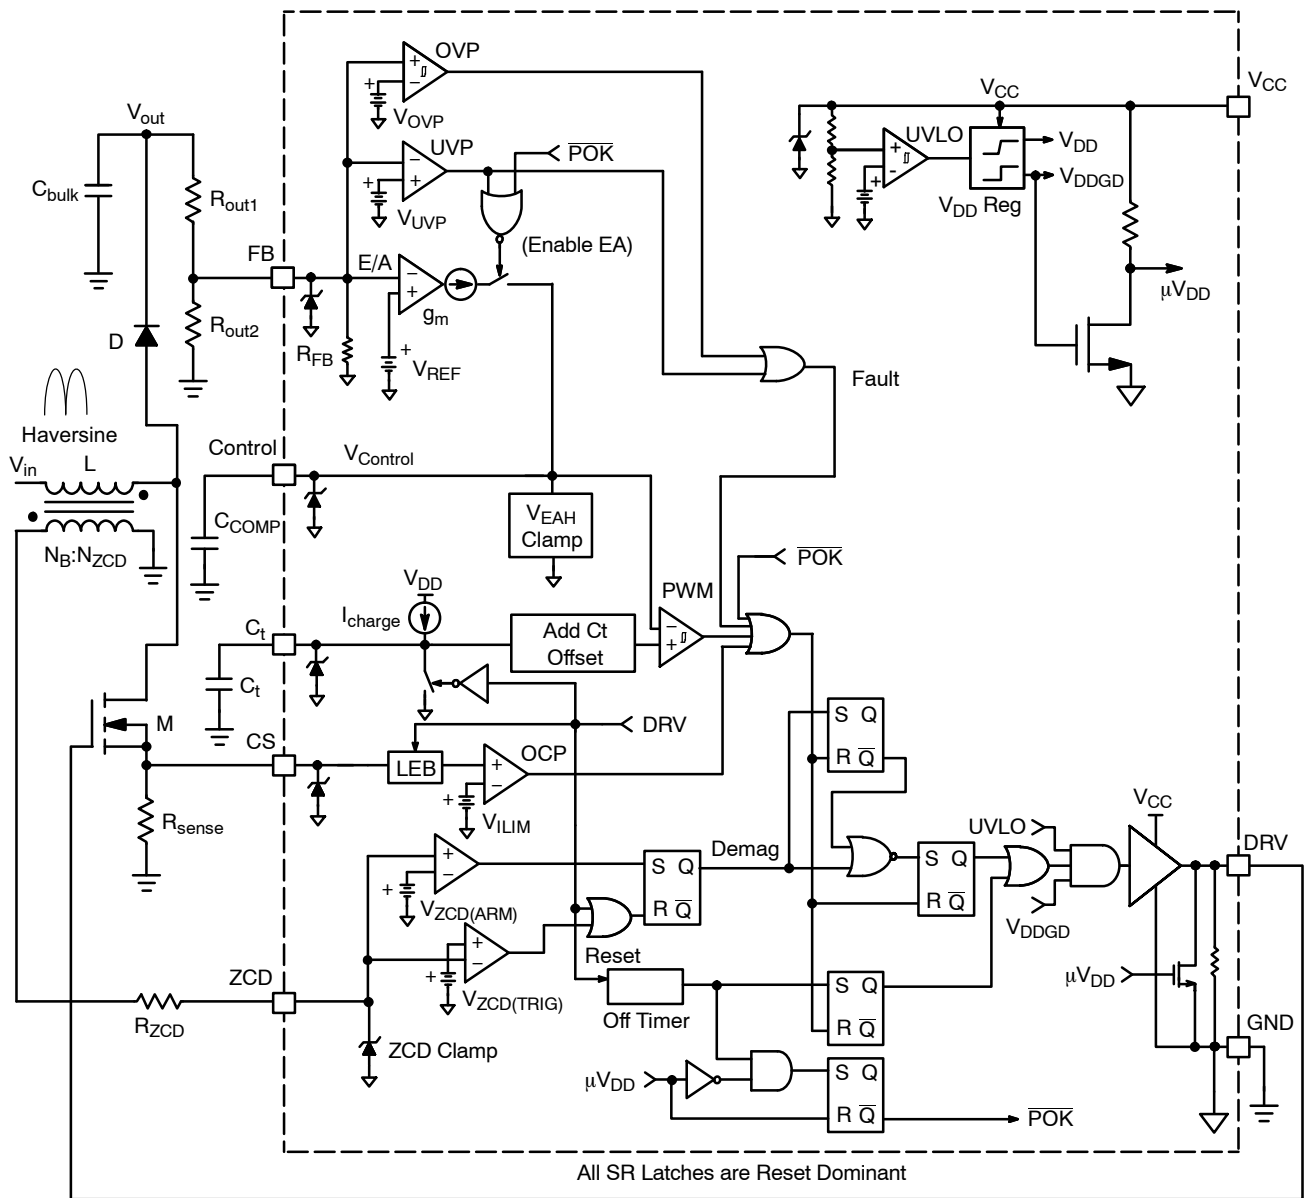 OVP
V_CC
V_CC
V_out
V_OVP
UVP
P̅O̅K̅
UVLO
V_DD
V_DDGD
C_bulk
R_out1
V_UVP
V_DD Reg
FB
(Enable EA)
E/A
μV_DD
g_m
D
R_out2
R_FB
V_REF
Fault
Haversine
Control
V_Control
V_in
L
C_COMP
V_EAH
Clamp
N_B:N_ZCD
P̅O̅K̅
V_DD
PWM
I_charge
C_t
Add Ct
Offset
C_t
M
DRV
S Q
CS
OCP
R Q̅
LEB
V_CC
R_sense
V_ILIM
UVLO
DRV
Demag
S Q
S Q
R Q̅
R Q̅
V_ZCD(ARM)
V_DDGD
Reset
ZCD
μV_DD
S Q
V_ZCD(TRIG)
R_ZCD
Off Timer
R Q̅
GND
ZCD Clamp
μV_DD
S Q
R Q̅
P̅O̅K̅
All SR Latches are Reset Dominant